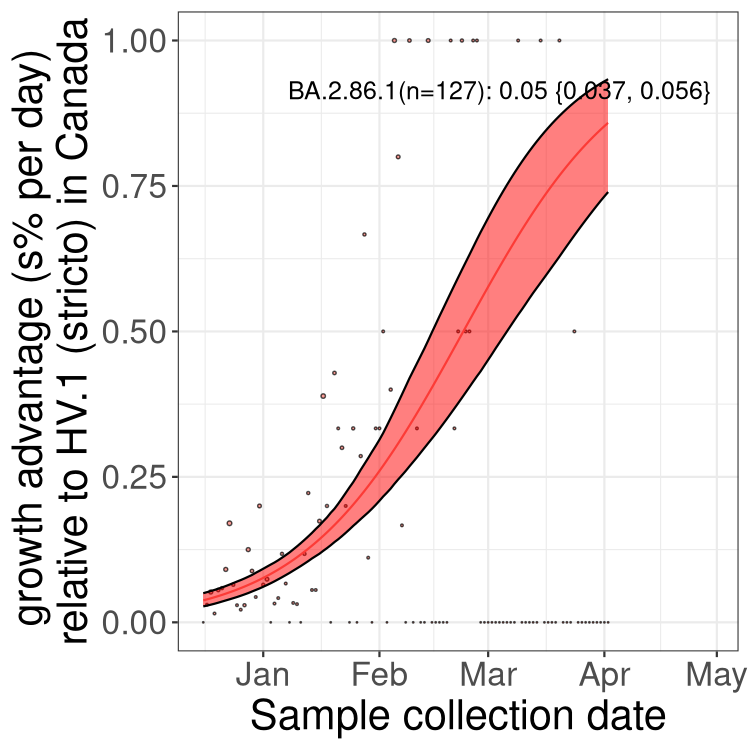 growth advantage (s% per day)
relative to HV.1 (stricto) in Canada
1.00
0.75
0.50
0.25
0.00
BA.2.86.1(n=127): 0.05 {0.037, 0.056}
Jan Feb Mar Apr May
Sample collection date